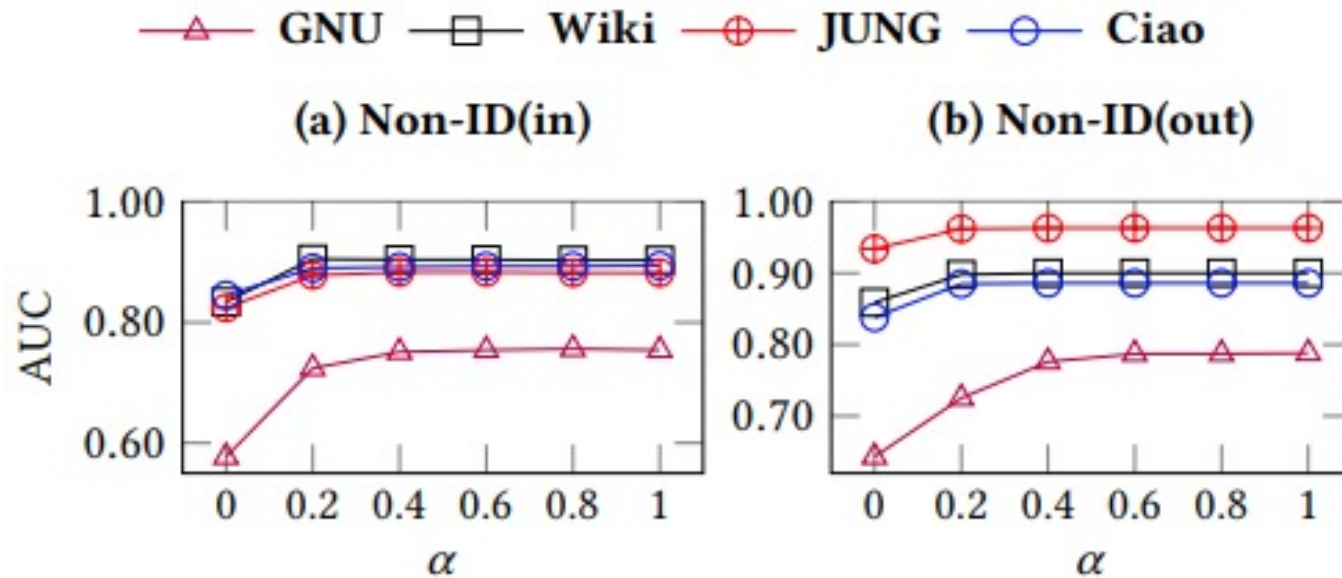 GNU Wiki JUNG Ciao
(a) Non-ID(in)
(b) Non-ID(out)
AUC
1.00
0.80
0.60
0 0.2 0.4 0.6 0.8 1
α
1.00
0.90
0.80
0.70
0 0.2 0.4 0.6 0.8 1
α